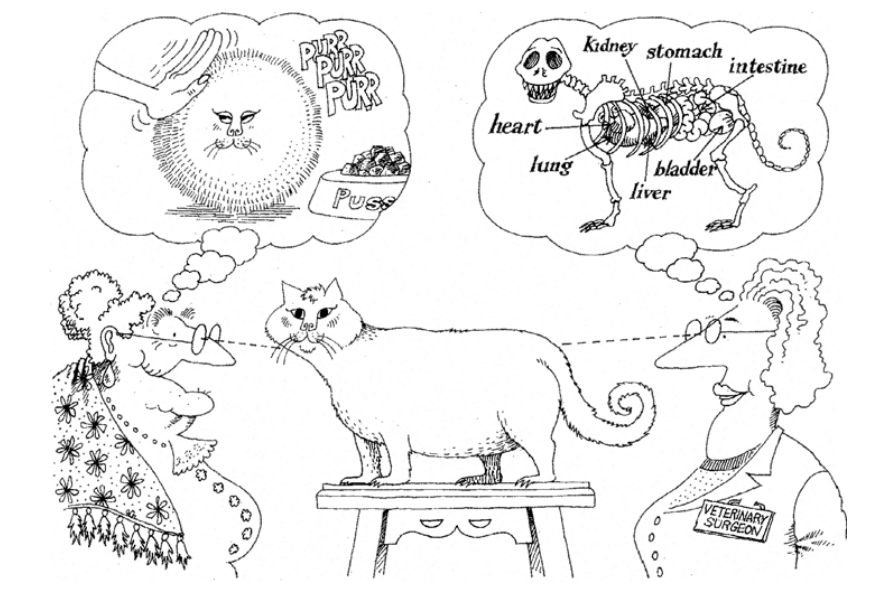 PURR
PURR
PURR
PUSS
Kidney
stomach
intestine
heart
lung
bladder
liver
VETERINARY
SURGEON